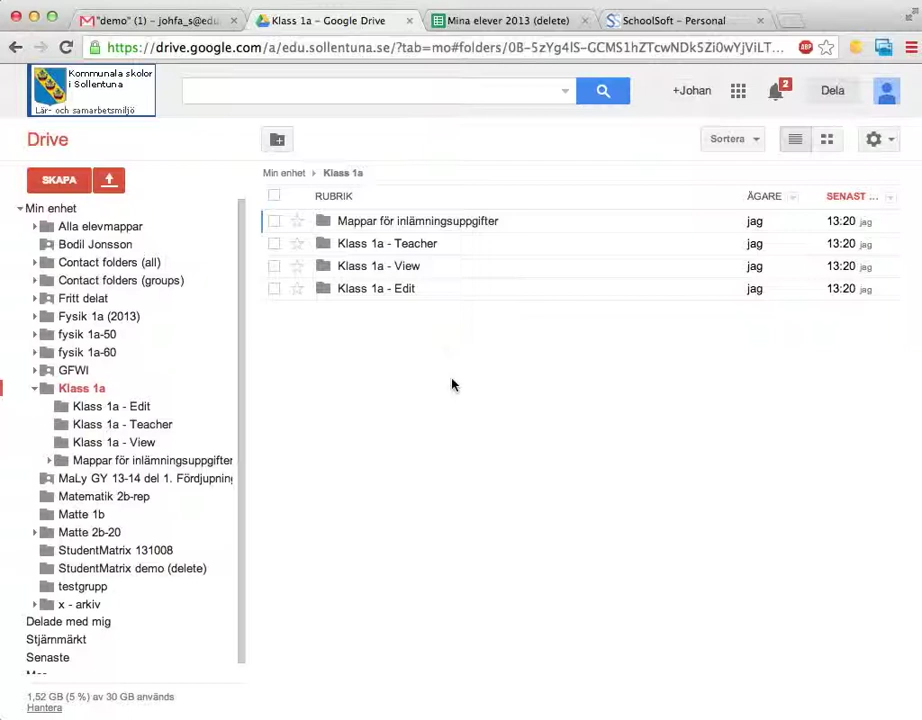 "demo" (1) – johfa_s@edu
Klass 1a – Google Drive
Mina elever 2013 (delete)
SchoolSoft – Personal
https://drive.google.com/a/edu.sollentuna.se/?tab=mo#folders/0B-5zYg4lS-GCMS1hZTcwNDk5Zi0wYjViLT...
ABP
Kommunala skolor
i Sollentuna
Lär- och samarbetsmiljö
+Johan
2
Dela
Drive
Sortera
SKAPA
Min enhet
Klass 1a
RUBRIK
ÄGARE
SENAST ...
Mappar för inlämningsuppgifter
jag
13:20 jag
Klass 1a - Teacher
jag
13:20 jag
Klass 1a - View
jag
13:20 jag
Klass 1a - Edit
jag
13:20 jag
Min enhet
Alla elevmappar
Bodil Jonsson
Contact folders (all)
Contact folders (groups)
Fritt delat
Fysik 1a (2013)
fysik 1a-50
fysik 1a-60
GFWI
Klass 1a
Klass 1a - Edit
Klass 1a - Teacher
Klass 1a - View
Mappar för inlämningsuppgifter
MaLy GY 13-14 del 1. Fördjupning
Matematik 2b-rep
Matte 1b
Matte 2b-20
StudentMatrix 131008
StudentMatrix demo (delete)
testgrupp
x - arkiv
Delade med mig
Stjärnmärkt
Senaste
1,52 GB (5 %) av 30 GB används
Hantera